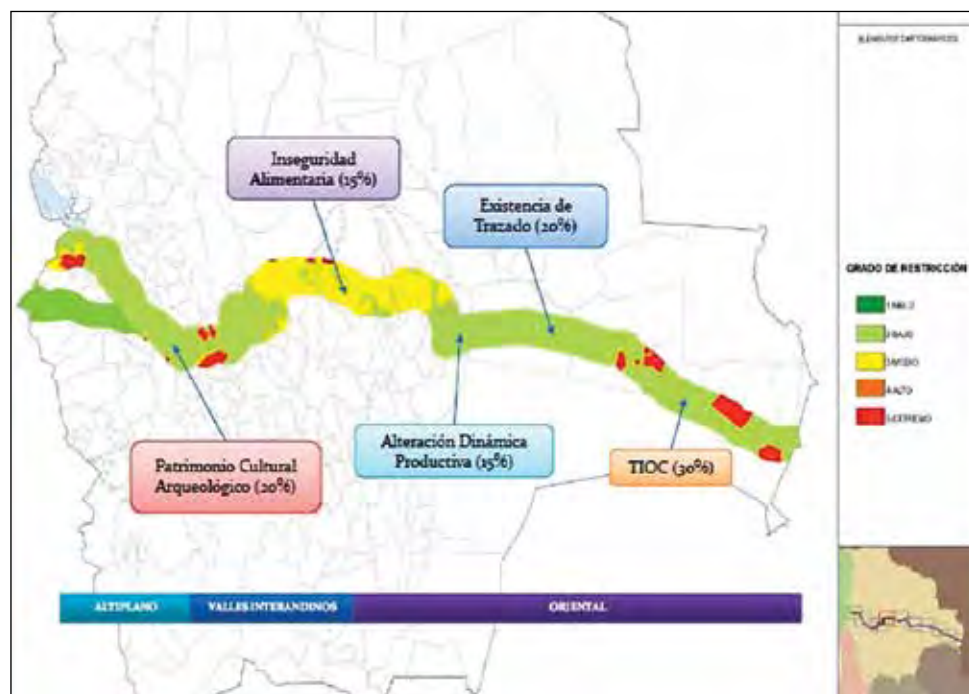 Inseguridad
Alimentaria (15%)
Existencia de
Trazado (20%)
GRADO DE RESTRICCIÓN
Patrimonio Cultural
Arqueológico (20%)
Alteración Dinámica
Productiva (15%)
TIOC (30%)
ALTIPLANO
VALLES INTERANDINOS
ORIENTAL